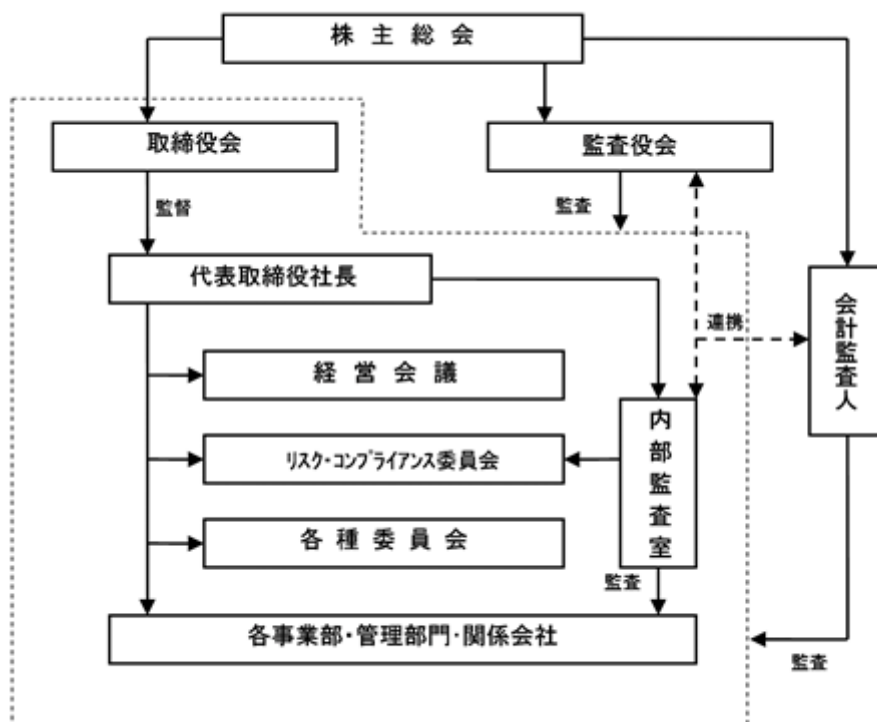 株主総会
取締役会
監査役会
監督
監査
代表取締役社長
連携
会計監査人
経営会議
内部監査室
リスク・コンプライアンス委員会
各種委員会
監査
各事業部・管理部門・関係会社
監査